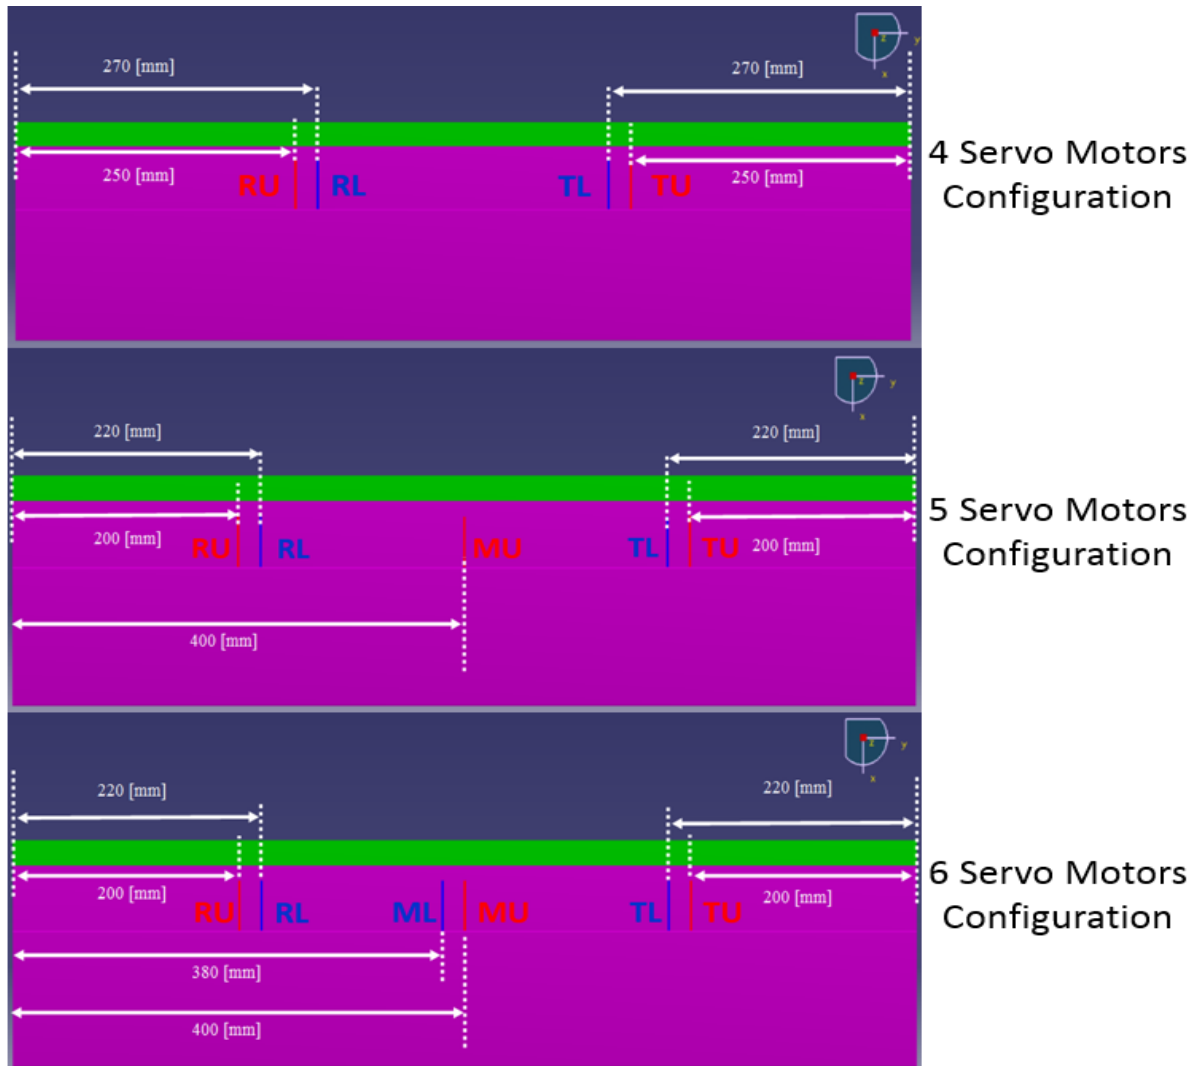 z
y
x
270 [mm]
270 [mm]
250 [mm]
250 [mm]
RU
RL
TL
TU
4 Servo Motors
Configuration
z
y
x
220 [mm]
220 [mm]
200 [mm]
200 [mm]
RU
RL
MU
TL
TU
400 [mm]
5 Servo Motors
Configuration
z
y
x
220 [mm]
220 [mm]
200 [mm]
200 [mm]
RU
RL
ML
MU
TL
TU
380 [mm]
400 [mm]
6 Servo Motors
Configuration